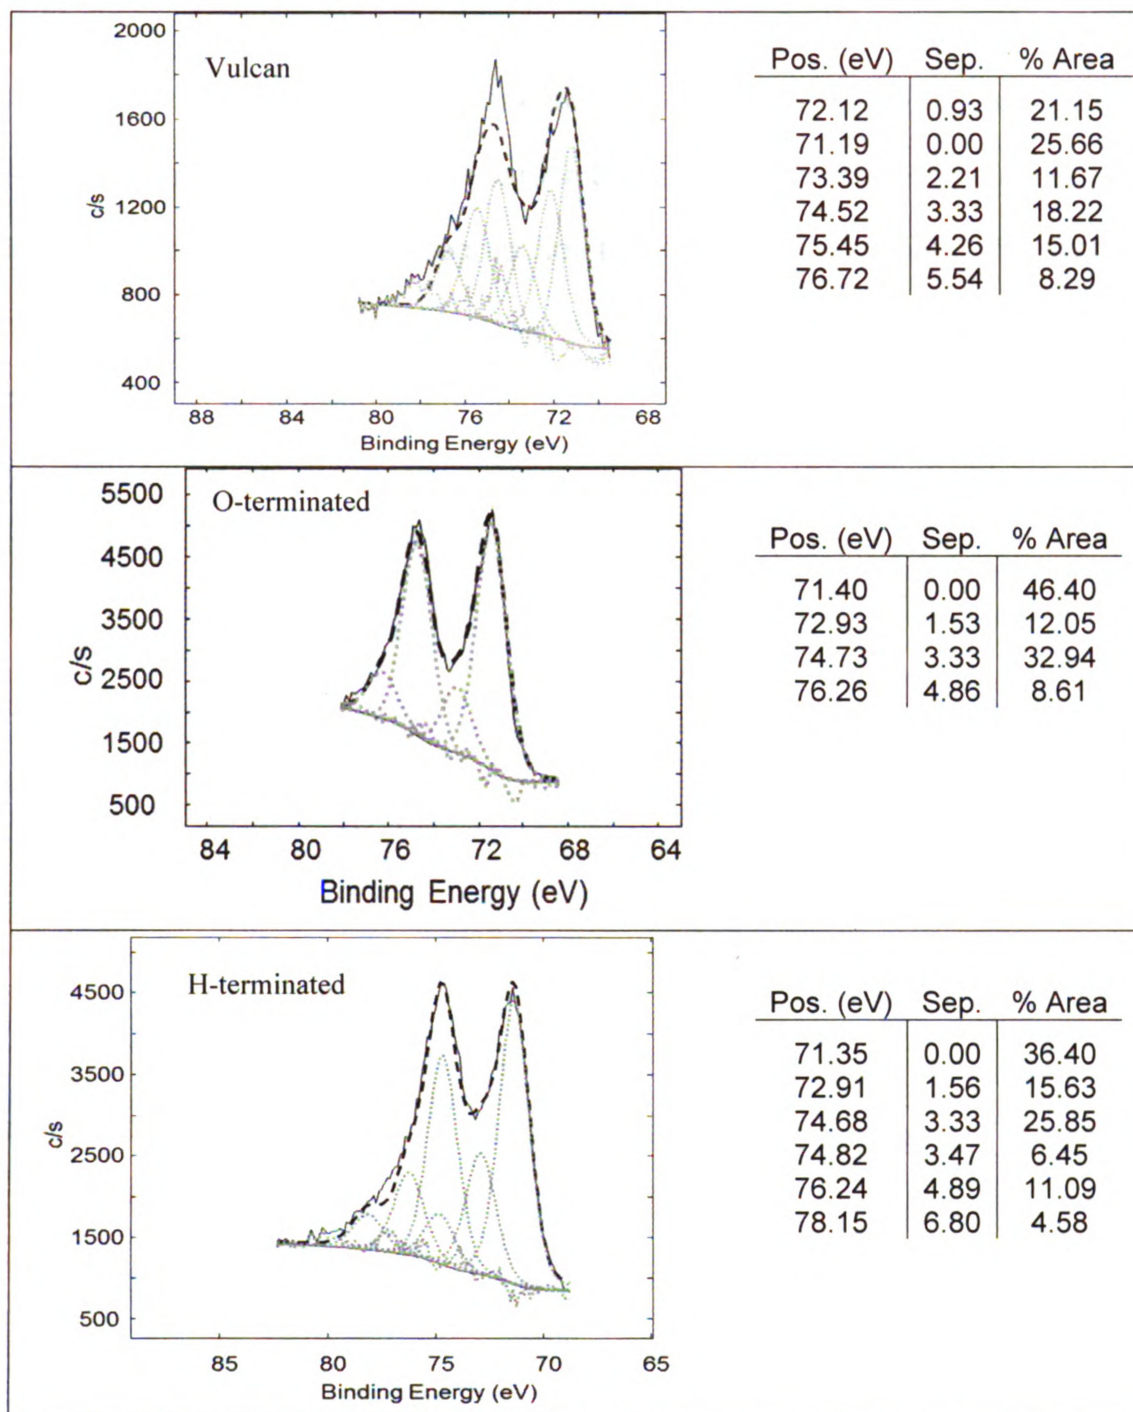 Vulcan
2000
1600
1200
800
400
c/s
88 84 80 76 72 68
Binding Energy (eV)
Pos. (eV) Sep. % Area
72.12 0.93 21.15
71.19 0.00 25.66
73.39 2.21 11.67
74.52 3.33 18.22
75.45 4.26 15.01
76.72 5.54 8.29
O-terminated
5500
4500
3500
2500
1500
500
c/s
84 80 76 72 68 64
Binding Energy (eV)
Pos. (eV) Sep. % Area
71.40 0.00 46.40
72.93 1.53 12.05
74.73 3.33 32.94
76.26 4.86 8.61
H-terminated
4500
3500
2500
1500
500
c/s
85 80 75 70 65
Binding Energy (eV)
Pos. (eV) Sep. % Area
71.35 0.00 36.40
72.91 1.56 15.63
74.68 3.33 25.85
74.82 3.47 6.45
76.24 4.89 11.09
78.15 6.80 4.58